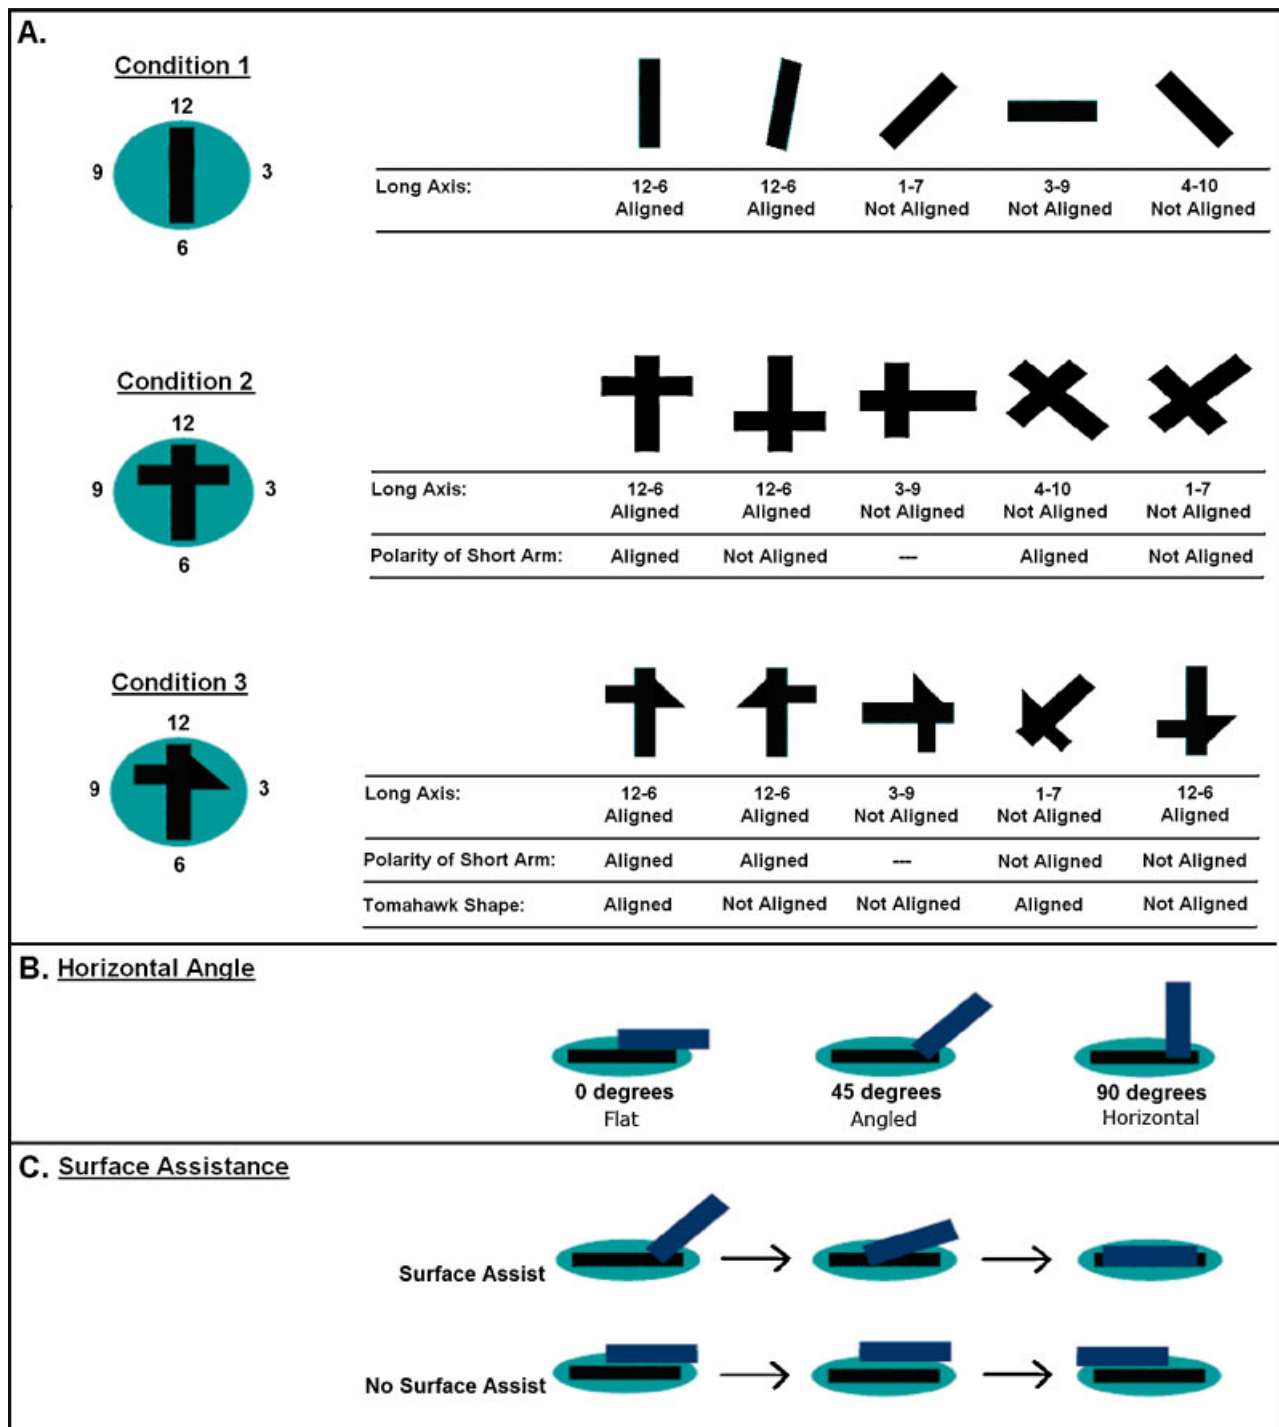 A.
Condition 1
12
9 3
6
Long Axis: 12-6 12-6 1-7 3-9 4-10
Aligned Aligned Not Aligned Not Aligned Not Aligned
Condition 2
12
9 3
6
Long Axis: 12-6 12-6 3-9 4-10 1-7
Aligned Aligned Not Aligned Not Aligned Not Aligned
Polarity of Short Arm: Aligned Not Aligned --- Aligned Not Aligned
Condition 3
12
9 3
6
Long Axis: 12-6 12-6 3-9 1-7 12-6
Aligned Aligned Not Aligned Not Aligned Aligned
Polarity of Short Arm: Aligned Aligned --- Not Aligned Not Aligned
Tomahawk Shape: Aligned Not Aligned Not Aligned Aligned Not Aligned
B. Horizontal Angle
0 degrees 45 degrees 90 degrees
Flat Angled Horizontal
C. Surface Assistance
Surface Assist
No Surface Assist